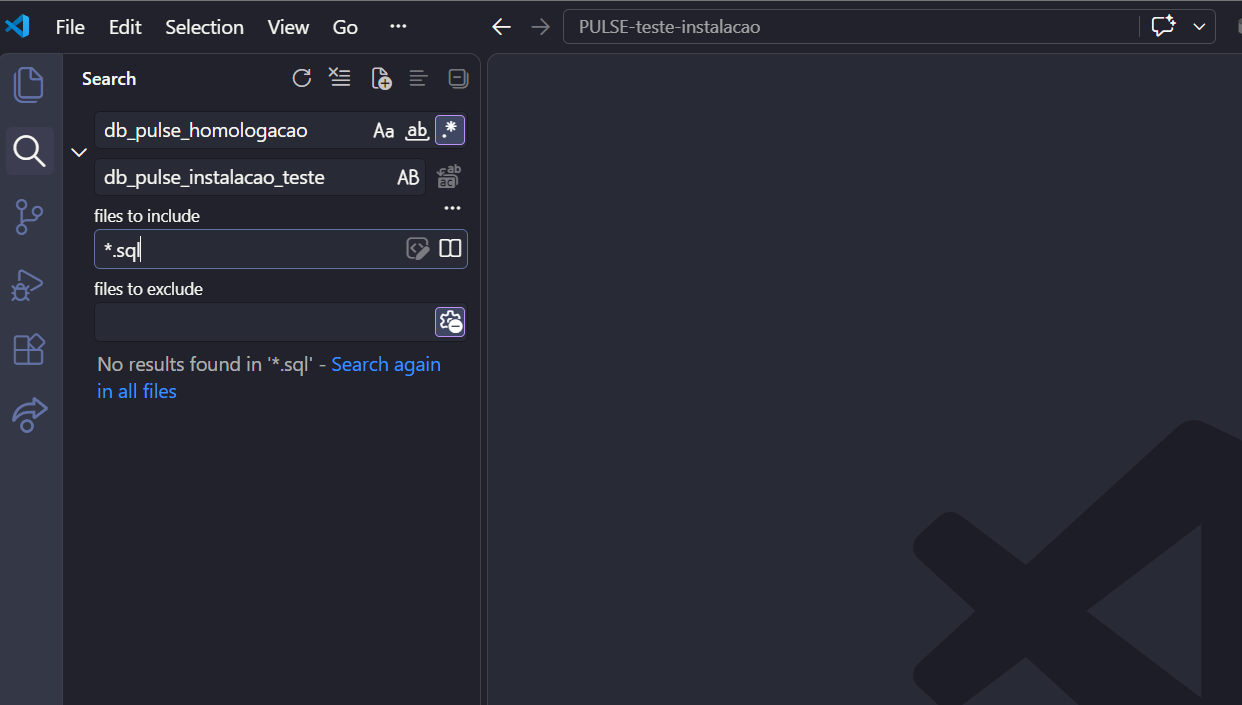 File Edit Selection View Go ···
PULSE-teste-instalacao
Search
db_pulse_homologacao Aa ab .*
db_pulse_instalacao_teste AB
files to include
*.sql
files to exclude
No results found in '*.sql' - Search again
in all files